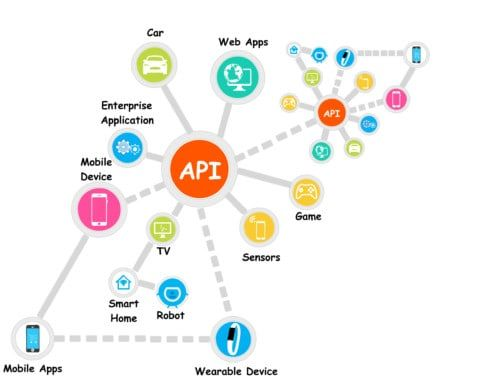 Car
Web Apps
Enterprise
Application
API
Mobile
Device
API
Game
TV
Sensors
Smart
Home
Robot
Mobile Apps
Wearable Device